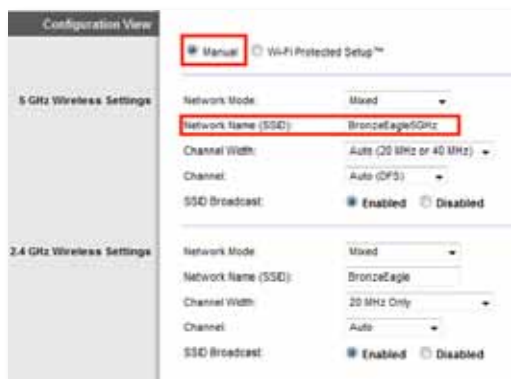 Configuration View
Manual Wi-Fi Protected Setup™
5 GHz Wireless Settings
Network Mode: Mixed
Network Name (SSID): BronzeEagle5GHz
Channel Width: Auto (20 MHz or 40 MHz)
Channel: Auto (DFS)
SSID Broadcast: Enabled Disabled
2.4 GHz Wireless Settings
Network Mode: Mixed
Network Name (SSID): BronzeEagle
Channel Width: 20 MHz Only
Channel: Auto
SSID Broadcast: Enabled Disabled